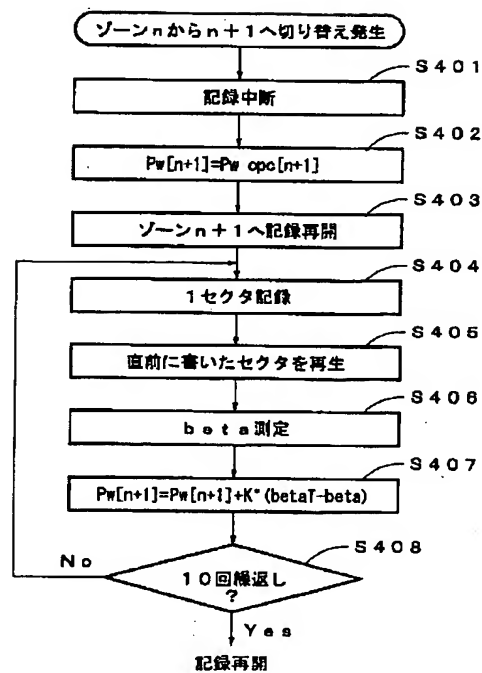 ゾーンnからn+1へ切り替え発生
S401
記録中断
S402
Pw[n+1]=Pw opc[n+1]
S403
ゾーンn+1へ記録再開
S404
1セクタ記録
S405
直前に書いたセクタを再生
S406
beta測定
S407
Pw[n+1]=Pw[n+1]+K*(betaT-beta)
S408
No
10回繰返し
?
Yes
記録再開